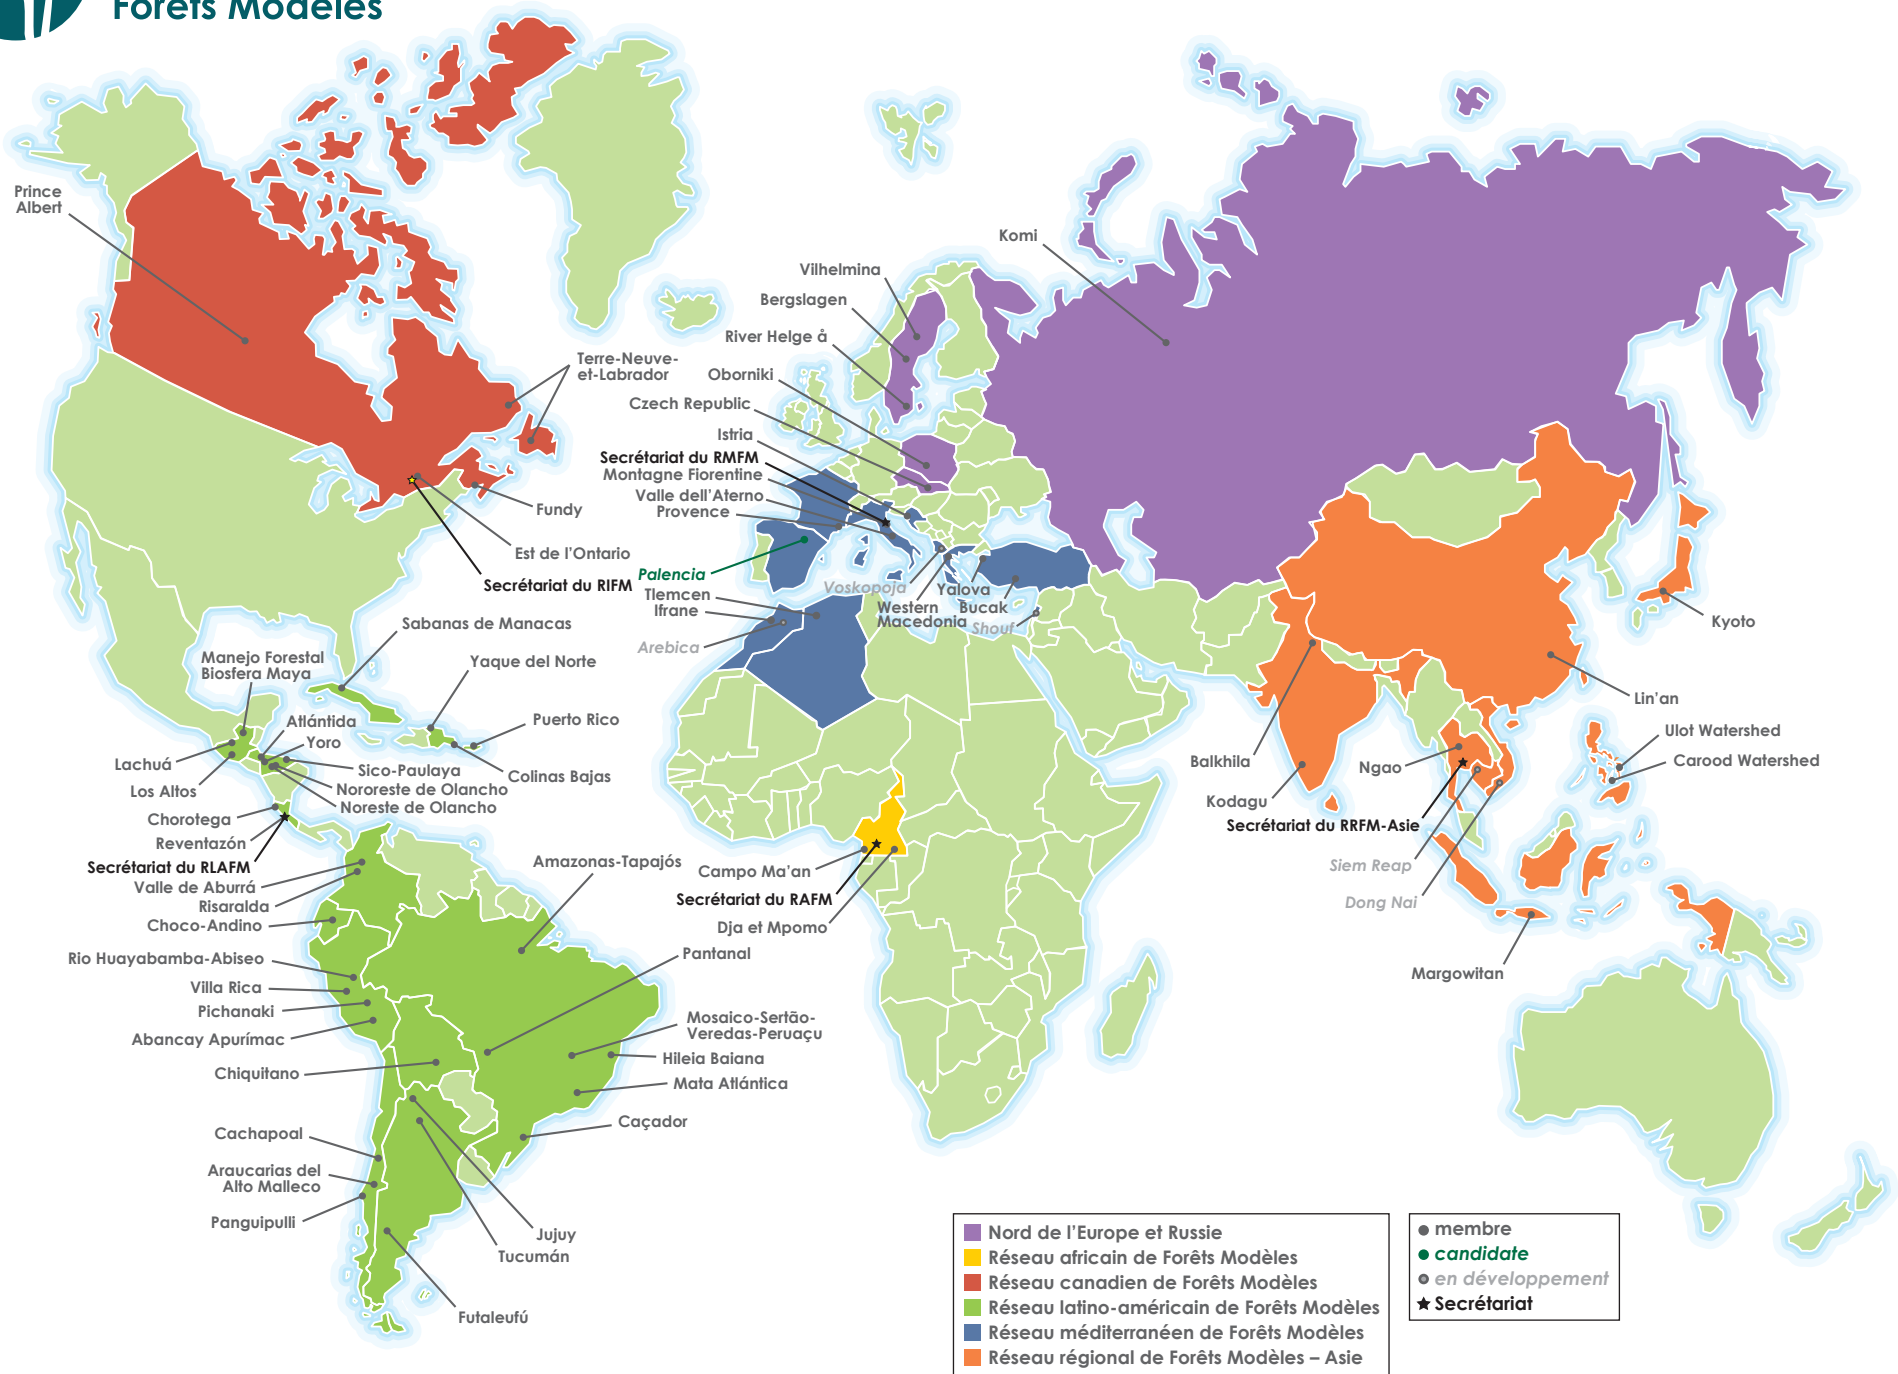 Forêts Modèles
Prince
Albert
Terre-Neuve-
et-Labrador
Fundy
Est de l'Ontario
Secrétariat du RIFM
Komi
Vilhelmina
Bergslagen
River Helge å
Oborniki
Czech Republic
Istria
Secrétariat du RMFM
Montagne Fiorentine
Valle dell'Aterno
Provence
Palencia
Tlemcen
Ifrane
Arebica
Voskopoja
Yalova
Western
Macedonia
Bucak
Shouf
Sabanas de Manacas
Manejo Forestal
Biosfera Maya
Yaque del Norte
Atlántida
Yoro
Puerto Rico
Lachuá
Los Altos
Sico-Paulaya
Nororeste de Olancho
Noreste de Olancho
Colinas Bajas
Chorotega
Reventazón
Secrétariat du RLAFM
Valle de Aburrá
Risaralda
Choco-Andino
Rio Huayabamba-Abiseo
Villa Rica
Pichanaki
Abancay Apurímac
Chiquitano
Cachapoal
Araucarias del
Alto Malleco
Panguipulli
Amazonas-Tapajós
Pantanal
Mosaico-Sertão-
Veredas-Peruaçu
Hileia Baiana
Mata Atlántica
Caçador
Jujuy
Tucumán
Futaleufú
Campo Ma'an
Secrétariat du RAFM
Dja et Mpomo
Kyoto
Lin'an
Ulot Watershed
Carood Watershed
Balkhila
Kodagu
Ngao
Secrétariat du RRFM-Asie
Siem Reap
Dong Nai
Margowitan
Nord de l'Europe et Russie
Réseau africain de Forêts Modèles
Réseau canadien de Forêts Modèles
Réseau latino-américain de Forêts Modèles
Réseau méditerranéen de Forêts Modèles
Réseau régional de Forêts Modèles – Asie
membre
candidate
en développement
Secrétariat